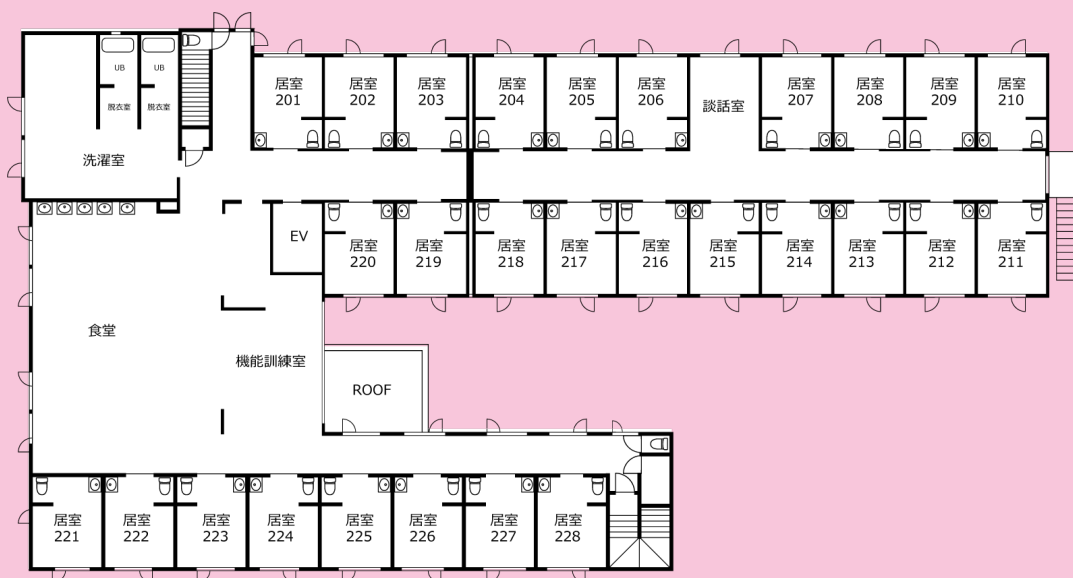 UB
UB
脱衣室
脱衣室
洗濯室
居室
201
居室
202
居室
203
居室
204
居室
205
居室
206
談話室
居室
207
居室
208
居室
209
居室
210
EV
居室
220
居室
219
居室
218
居室
217
居室
216
居室
215
居室
214
居室
213
居室
212
居室
211
食堂
機能訓練室
ROOF
居室
221
居室
222
居室
223
居室
224
居室
225
居室
226
居室
227
居室
228